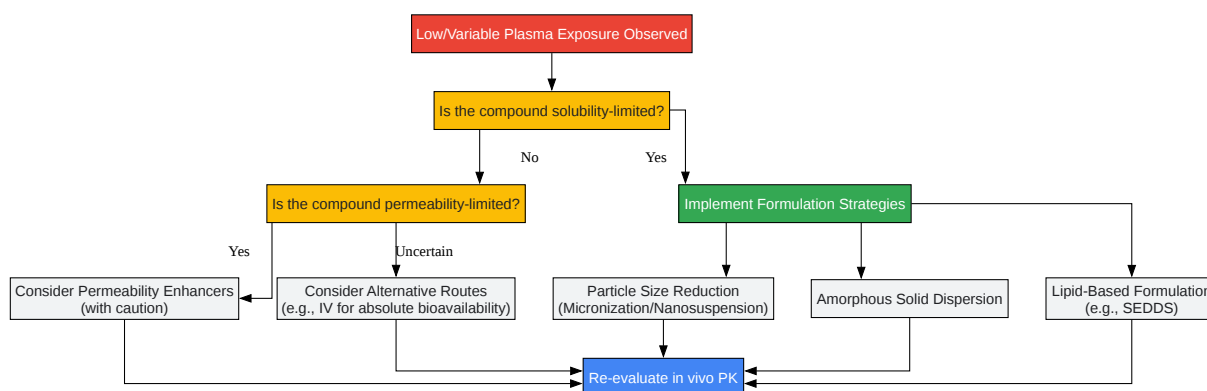 Low/Variable Plasma Exposure Observed
Is the compound solubility-limited?
No
Yes
Is the compound permeability-limited?
Implement Formulation Strategies
Yes
Uncertain
Consider Permeability Enhancers
(with caution)
Consider Alternative Routes
(e.g., IV for absolute bioavailability)
Particle Size Reduction
(Micronization/Nanosuspension)
Amorphous Solid Dispersion
Lipid-Based Formulation
(e.g., SEDDS)
Re-evaluate in vivo PK